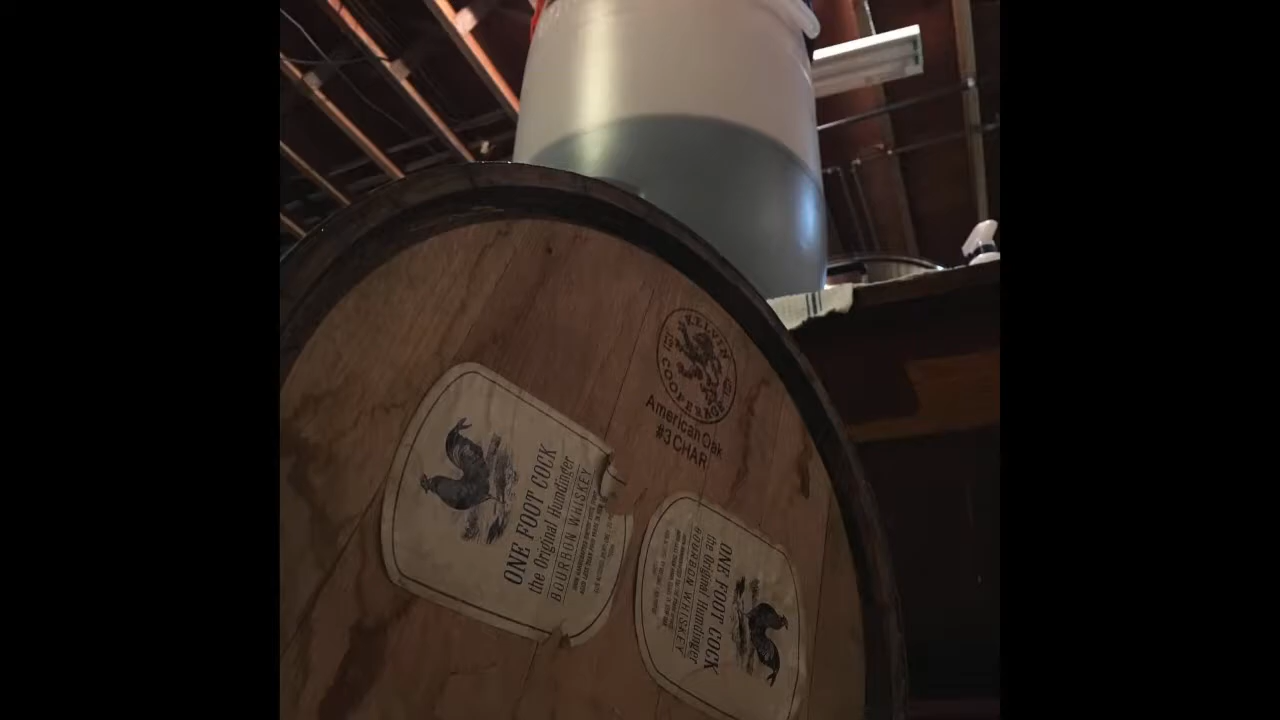 KELVIN
COOPERAGE
American Oak
#3 CHAR
ONE FOOT COCK
the Original Humdinger
BOURBON WHISKEY
ONE FOOT COCK
the Original Humdinger
BOURBON WHISKEY